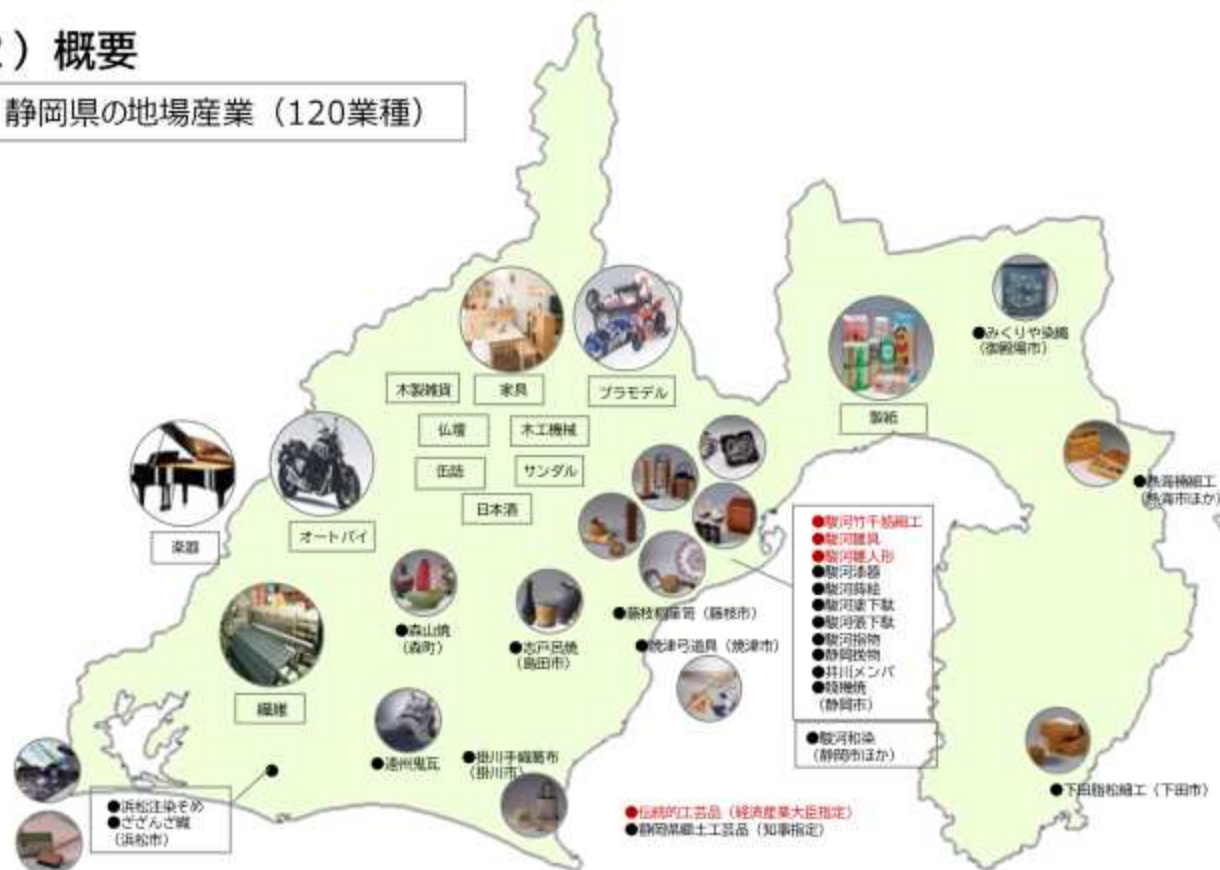 ）概要
静岡県の地場産業（120業種）
●みくりや染織
（御殿場市）
木製雑貨
家具
プラモデル
製紙
仏壇
木工機械
缶詰
サンダル
日本酒
楽器
オートバイ
●熱海楠細工
（熱海市ほか）
●駿河竹千筋細工
●駿河雛具
●駿河雛人形
●駿河漆器
●駿河蒔絵
●駿河塗下駄
●駿河張下駄
●駿河指物
●静岡挽物
●井川メンパ
●賤機焼
（静岡市）
●藤枝桐箪笥（藤枝市）
●焼津弓道具（焼津市）
●森山焼
（森町）
●志戸呂焼
（島田市）
繊維
●駿河和染
（静岡市ほか）
●遠州鬼瓦
●掛川手織葛布
（掛川市）
●浜松注染そめ
●ざざんざ織
（浜松市）
●下田脂松細工（下田市）
●伝統的工芸品（経済産業大臣指定）
●静岡県郷土工芸品（知事指定）